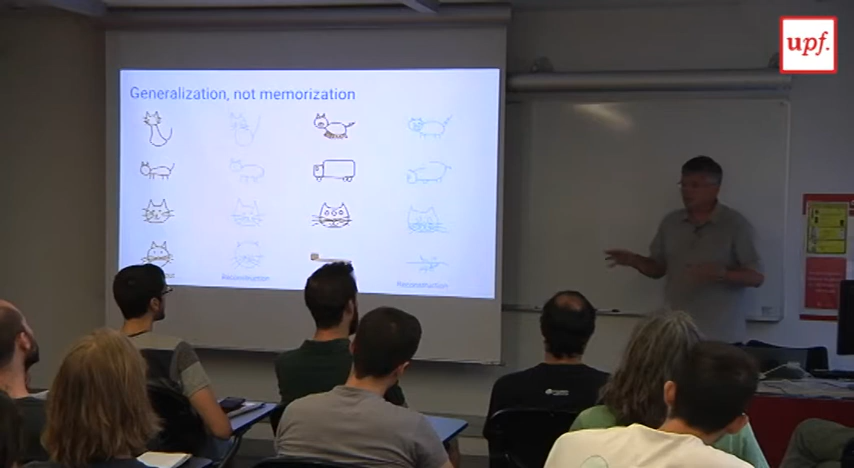 upf.
Generalization, not memorization
Reconstruction
Reconstruction